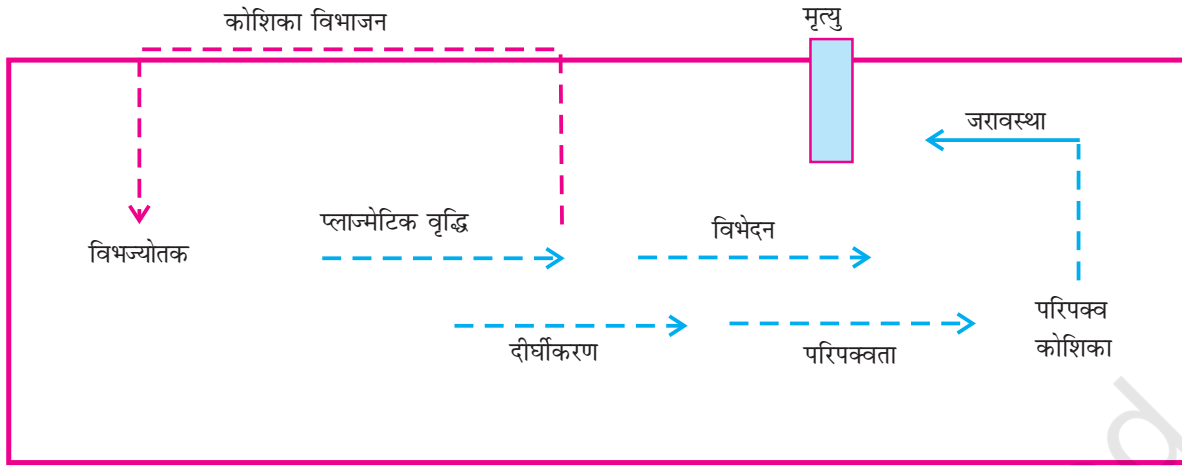 कोशिका विभाजन
मृत्यु
जरावस्था
प्लाज्मेटिक वृद्धि
विभेदन
विभज्योतक
परिपक्व
कोशिका
दीर्घीकरण
परिपक्वता
d